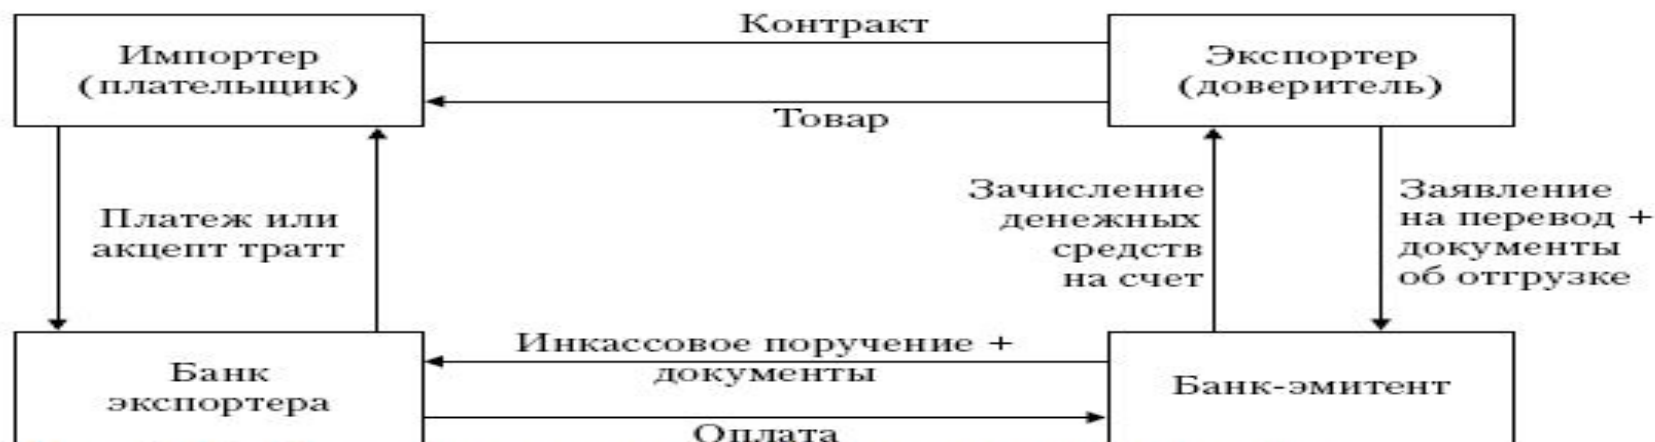 Контракт
Импортер
(плательщик)
Экспортер
(доверитель)
Товар
Платеж или
акцепт тратт
Зачисление
денежных
средств
на счет
Заявление
на перевод +
документы
об отгрузке
Инкассовое поручение +
документы
Банк
экспортера
Банк-эмитент
Оплата